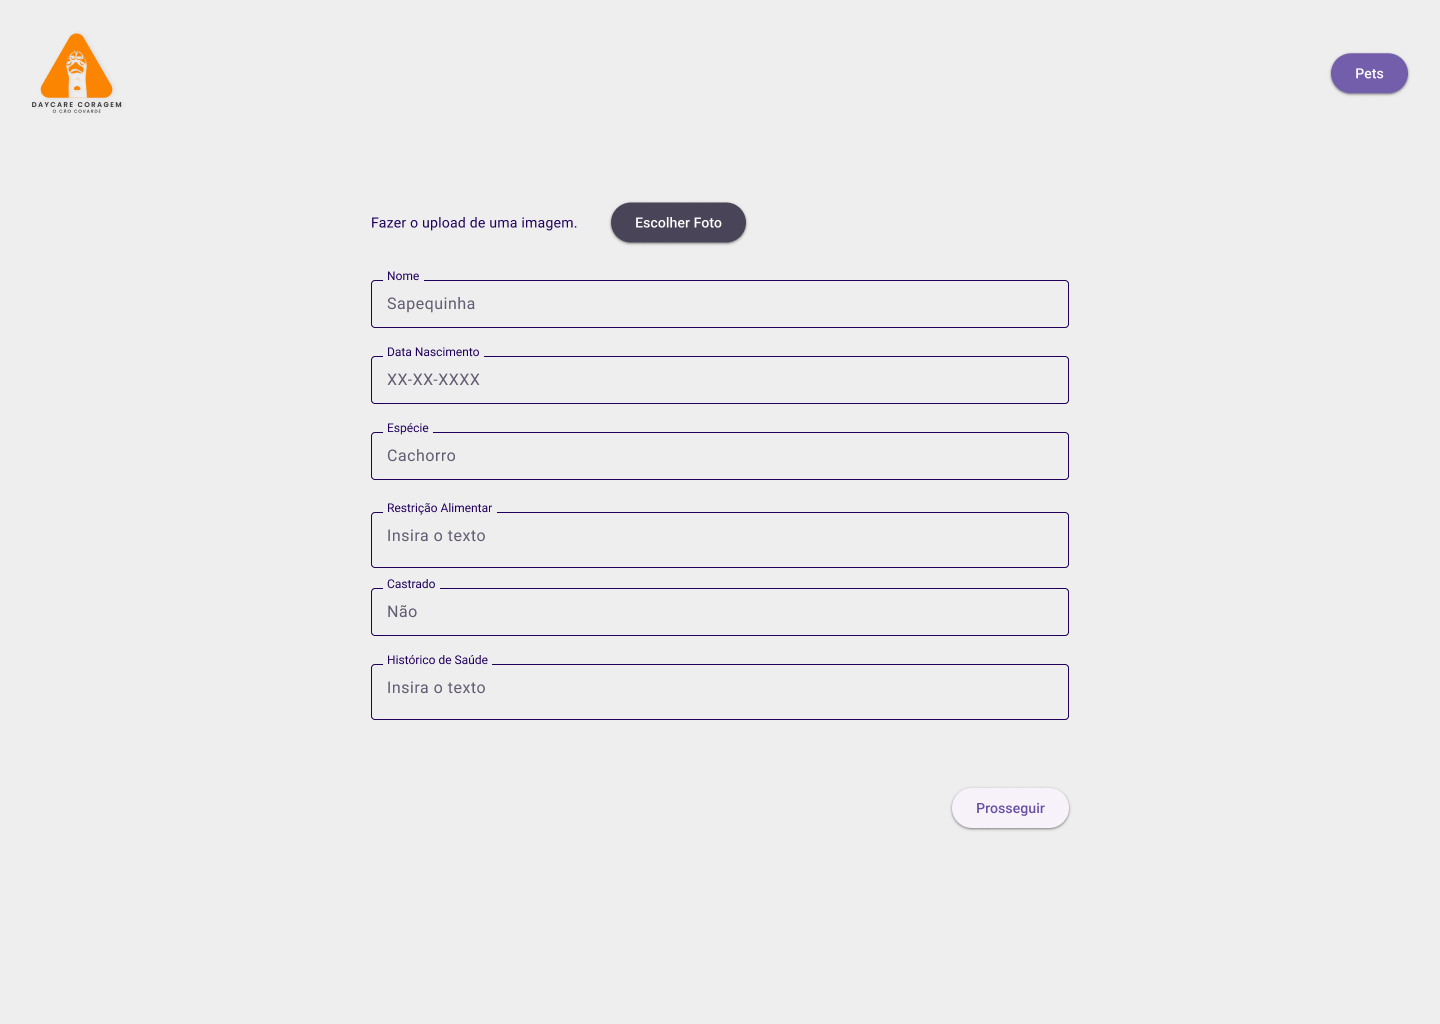 DAYCARE CORAGEM
O CÃO COVARDE
Pets
Fazer o upload de uma imagem.
Escolher Foto
Nome
Sapequinha
Data Nascimento
XX-XX-XXXX
Espécie
Cachorro
Restrição Alimentar
Insira o texto
Castrado
Não
Histórico de Saúde
Insira o texto
Prosseguir